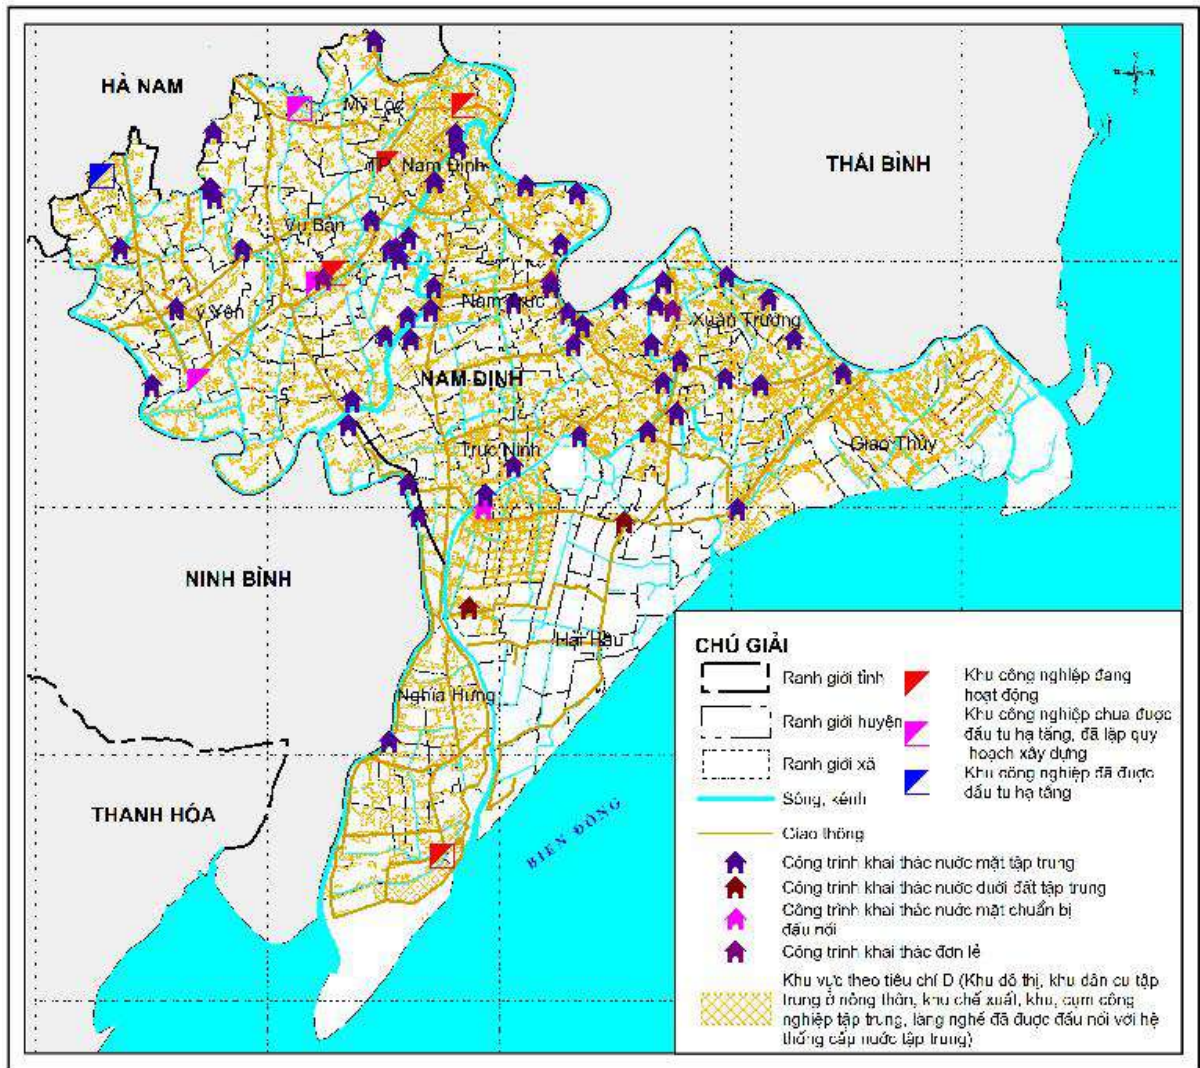 HÀ NAM
Mỹ Lộc
THÁI BÌNH
TP. Nam Định
Vụ Bản
Nam Trực
Ý Yên
Xuân Trường
NAM ĐỊNH
Trực Ninh
Giao Thủy
NINH BÌNH
Hải Hậu
Nghĩa Hưng
THANH HÓA
BIỂN ĐÔNG
CHÚ GIẢI
Ranh giới tỉnh
Ranh giới huyện
Ranh giới xã
Sông, kênh
Giao thông
Khu công nghiệp đang
hoạt động
Khu công nghiệp chưa được
đầu tư hạ tầng, đã lập quy
hoạch xây dựng
Khu công nghiệp đã được
đầu tư hạ tầng
Công trình khai thác nước mặt tập trung
Công trình khai thác nước dưới đất tập trung
Công trình khai thác nước mặt chuẩn bị
đấu nối
Công trình khai thác đơn lẻ
Khu vực theo tiêu chí D (Khu đô thị, khu dân cư tập
trung ở nông thôn, khu chế xuất, khu, cụm công
nghiệp tập trung, làng nghề đã được đấu nối với hệ
thống cấp nước tập trung)